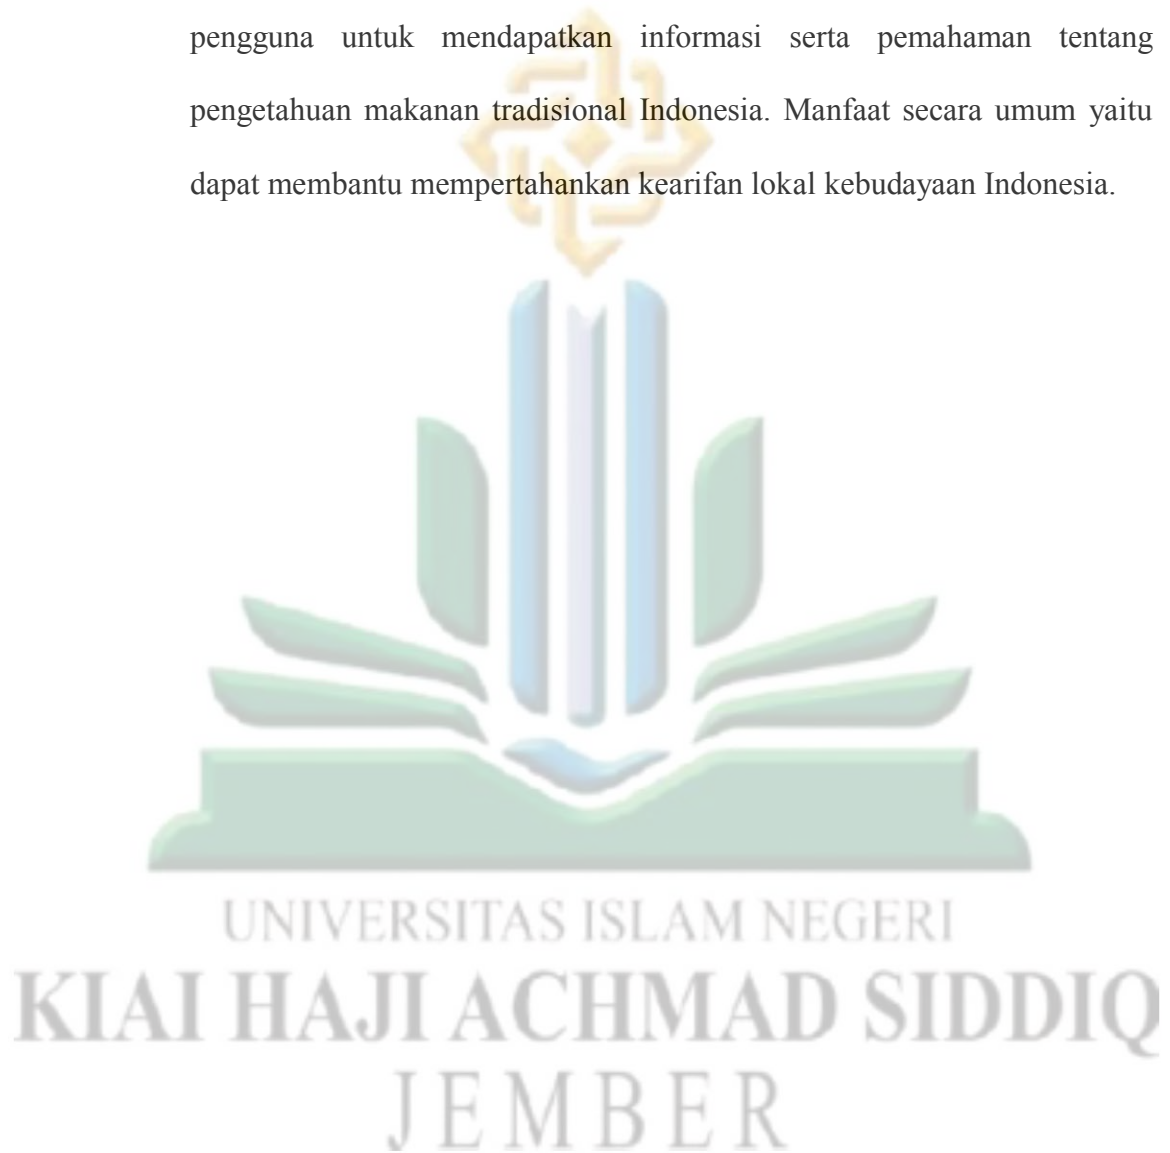 pengguna untuk mendapatkan informasi serta pemahaman tentang
pengetahuan makanan tradisional Indonesia. Manfaat secara umum yaitu
dapat membantu mempertahankan kearifan lokal kebudayaan Indonesia.
UNIVERSITAS ISLAM NEGERI
KIAI HAJI ACHMAD SIDDIQ
JEMBER